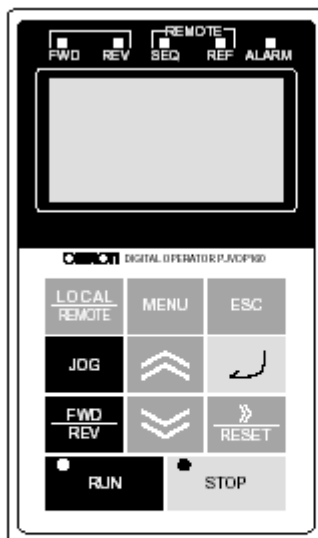 REMOTE
FWD REV SEQ REF ALARM
OMRON DIGITAL OPERATOR PJVOP160
LOCAL
REMOTE
MENU
ESC
JOG
FWD
REV
RESET
RUN
STOP